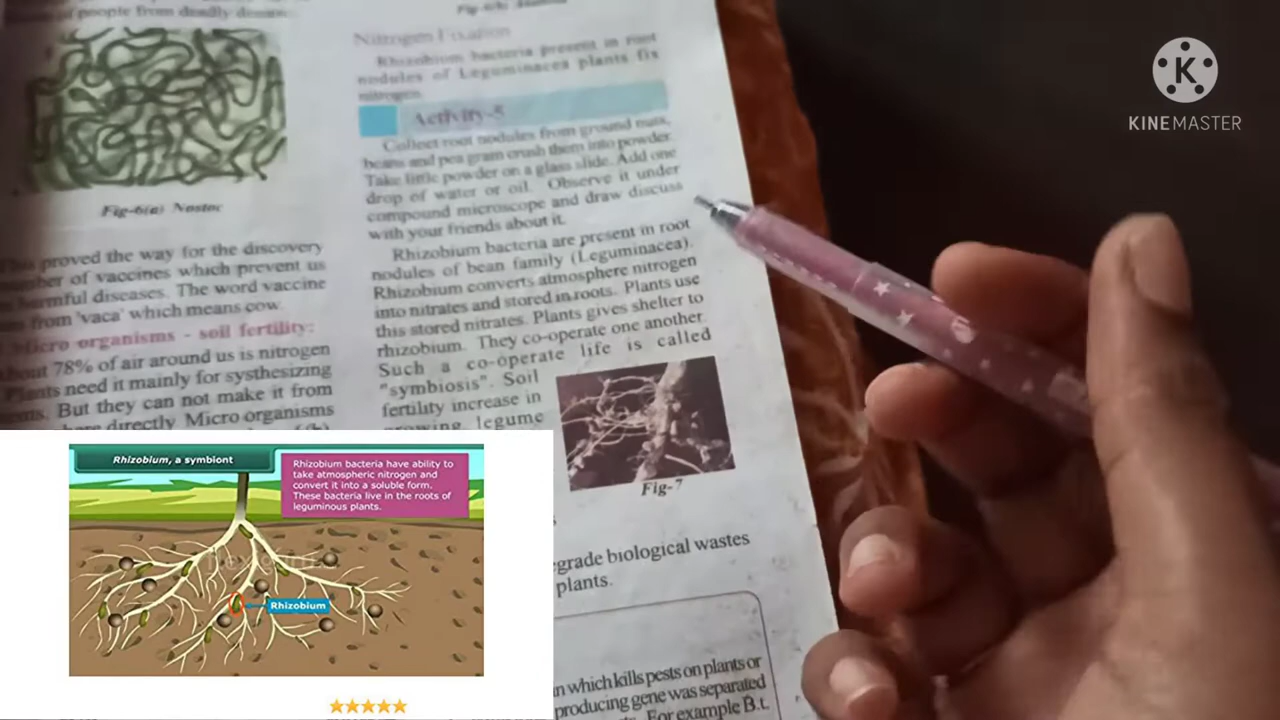 of people from deadly disease.
Fig-6(a) Nostoc
This proved the way for the discovery
number of vaccines which prevent us
harmful diseases. The word vaccine
from 'vaca' which means cow.
Micro organisms - soil fertility:
About 78% of air around us is nitrogen
Plants need it mainly for systhesizing
But they can not make it from
directly. Micro organisms
Nitrogen Fixation
Rhizobium bacteria present in root
nodules of Leguminacea plants fix
nitrogen.
Activity-5
Collect root nodules from ground nuts,
beans and pea gram crush them into powder.
Take little powder on a glass slide. Add one
drop of water or oil. Observe it under
compound microscope and draw discuss
with your friends about it.
Rhizobium bacteria are present in root
nodules of bean family (Leguminacea).
Rhizobium converts atmosphere nitrogen
into nitrates and stored in roots. Plants use
this stored nitrates. Plants gives shelter to
rhizobium. They co-operate one another.
Such a co-operate life is called
"symbiosis". Soil
fertility increase in
growing legume
Fig-7
grade biological wastes
plants.
which kills pests on plants or
producing gene was separated
For example B.t.
Rhizobium, a symbiont
Rhizobium bacteria have ability to
take atmospheric nitrogen and
convert it into a soluble form.
These bacteria live in the roots of
leguminous plants.
Rhizobium
K
KINEMASTER